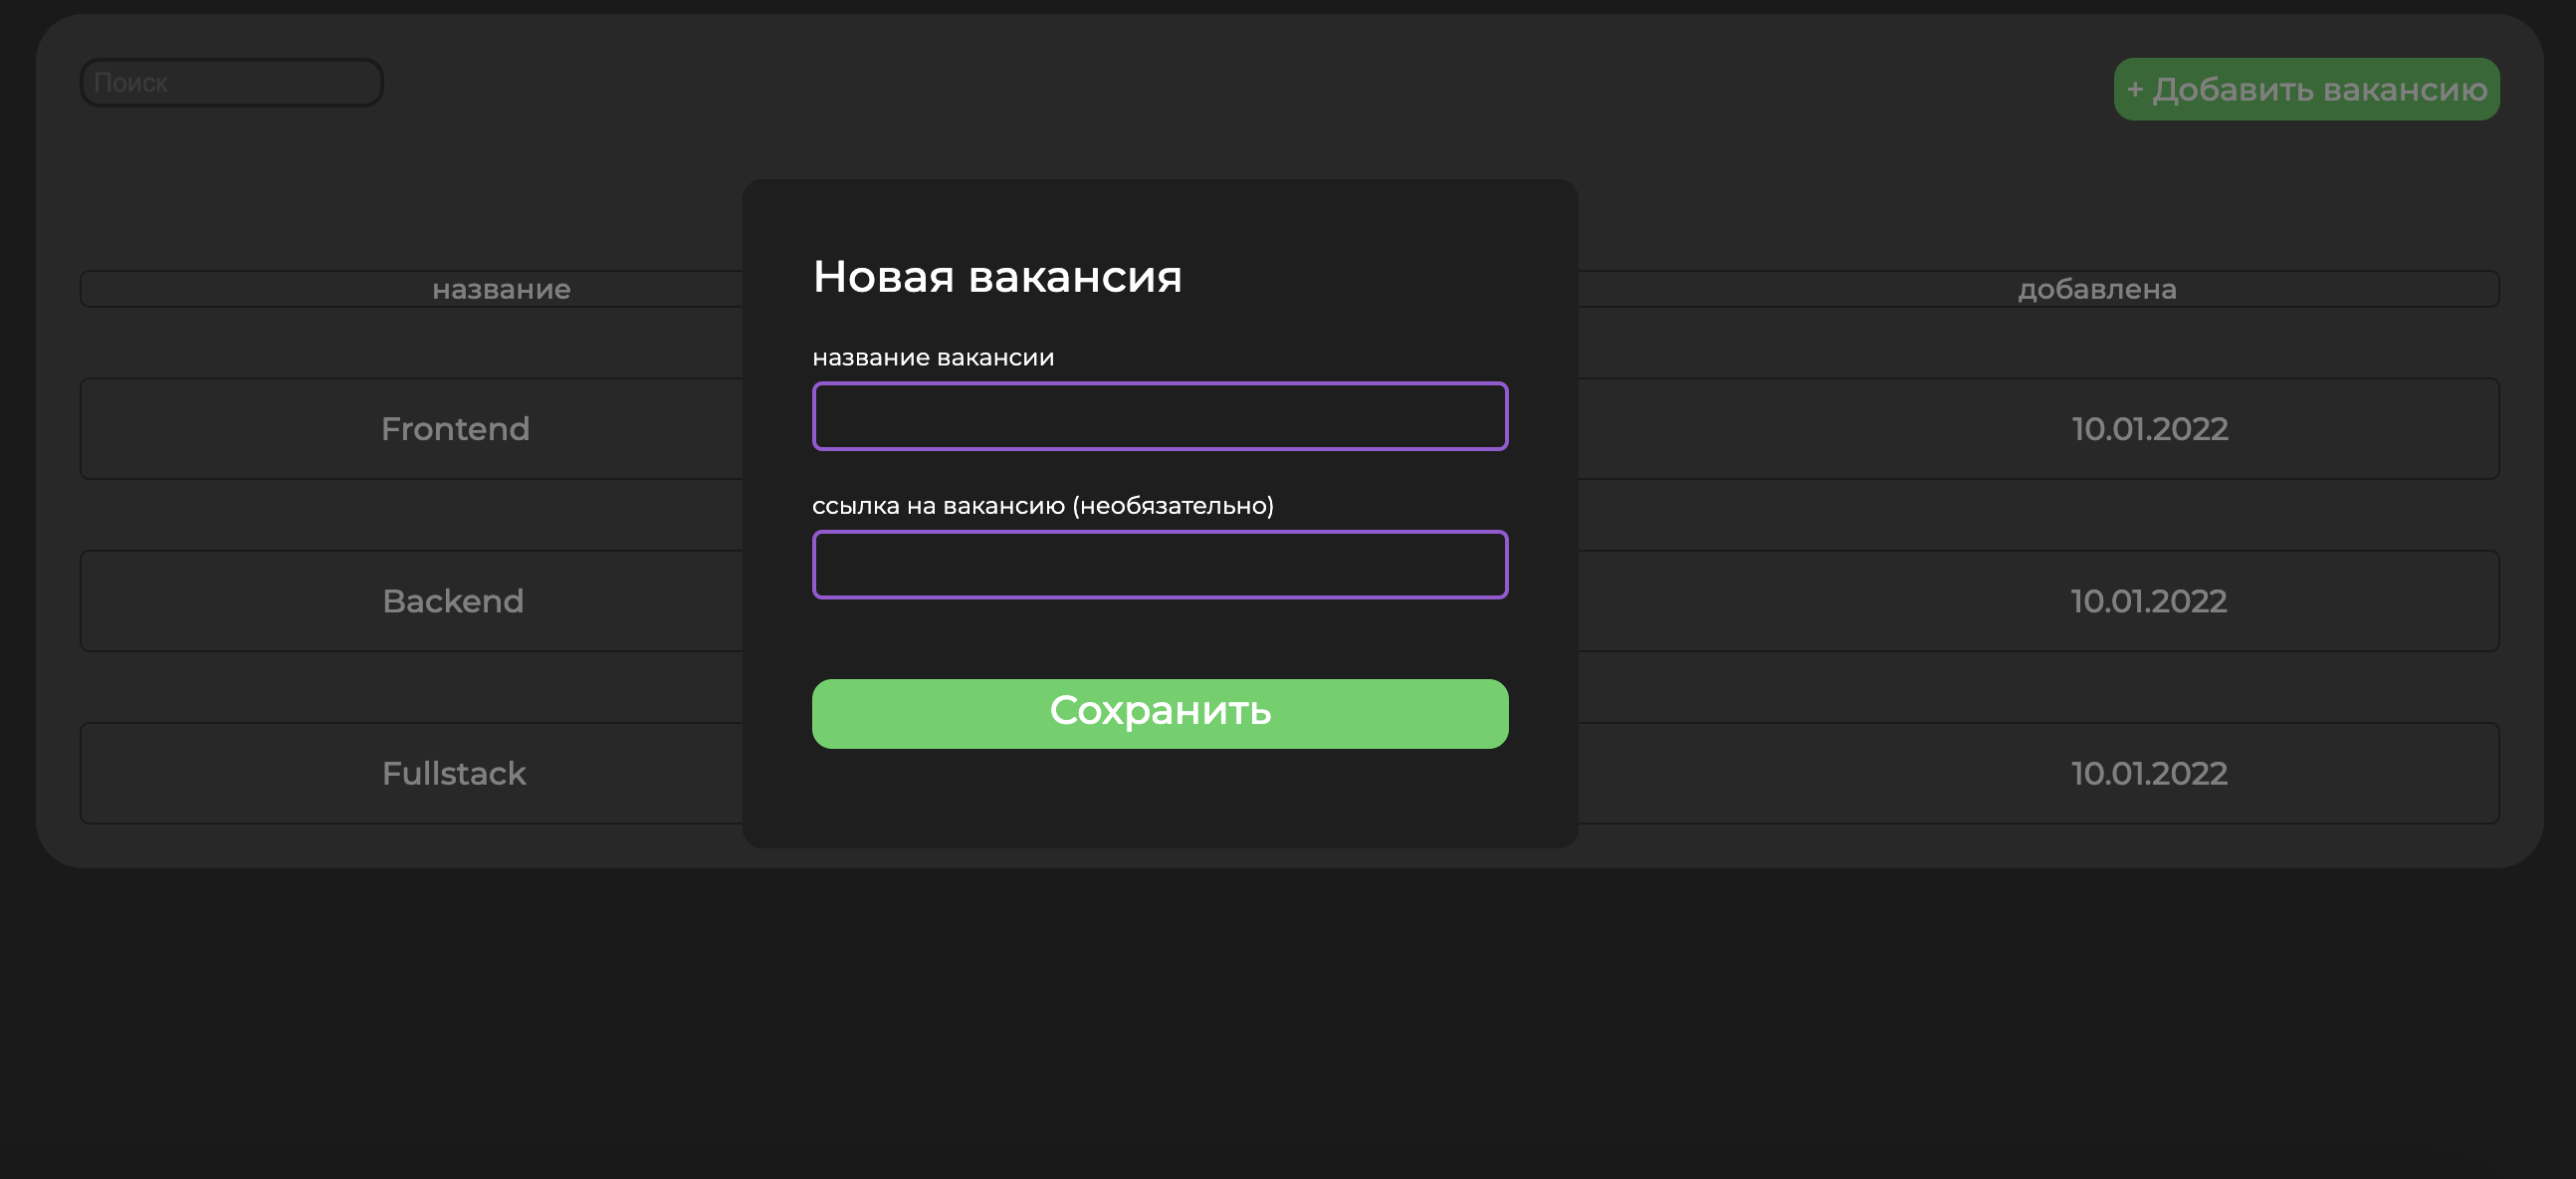 Поиск
+ Добавить вакансию
название
добавлена
Frontend
10.01.2022
Backend
10.01.2022
Fullstack
10.01.2022
Новая вакансия
название вакансии
ссылка на вакансию (необязательно)
Сохранить